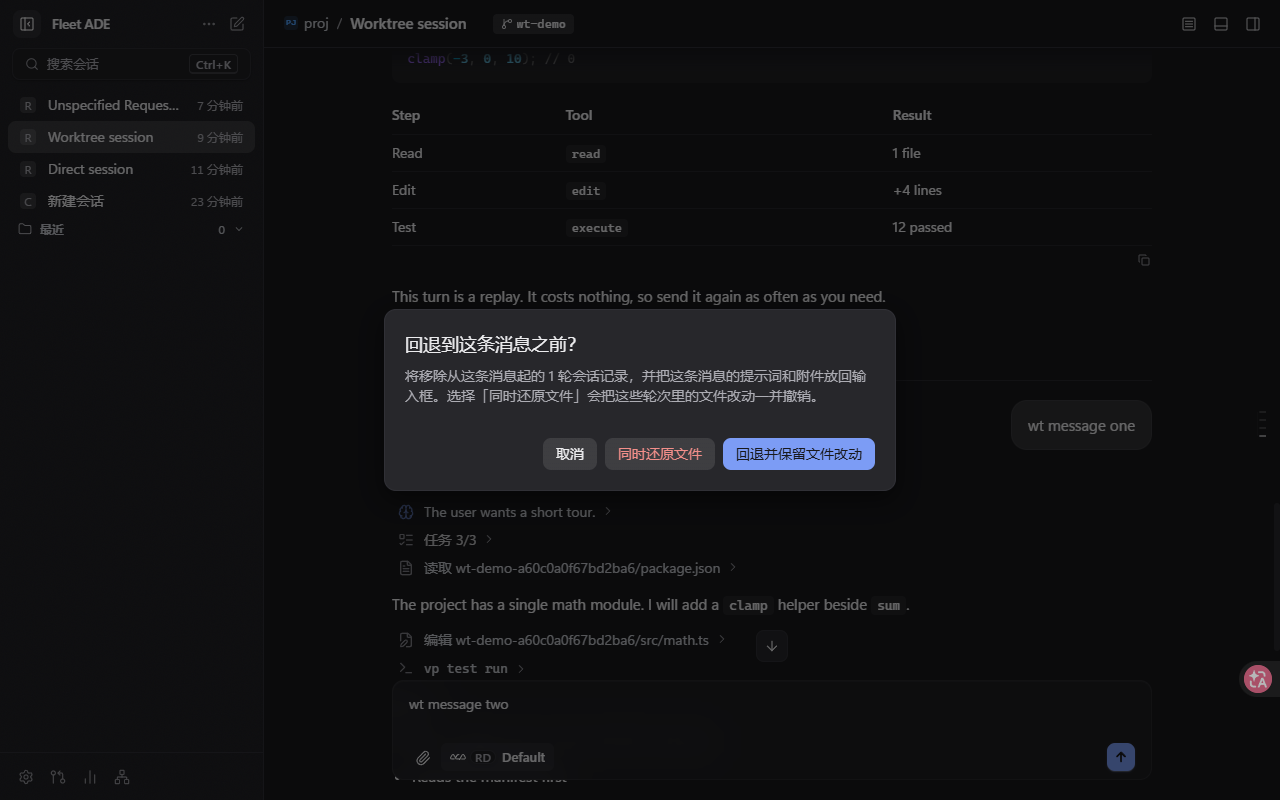 Fleet ADE
搜索会话
Ctrl+K
R Unspecified Reques... 7 分钟前
R Worktree session 9 分钟前
R Direct session 11 分钟前
C 新建会话 23 分钟前
最近 0
PJ proj / Worktree session
wt-demo
clamp(-3, 0, 10); // 0
Step Tool Result
Read read 1 file
Edit edit +4 lines
Test execute 12 passed
This turn is a replay. It costs nothing, so send it again as often as you need.
回退到这条消息之前？
将移除从这条消息起的 1 轮会话记录，并把这条消息的提示词和附件放回输
入框。选择「同时还原文件」会把这些轮次里的文件改动一并撤销。
取消
同时还原文件
回退并保留文件改动
wt message one
The user wants a short tour.
任务 3/3
读取 wt-demo-a60c0a0f67bd2ba6/package.json
The project has a single math module. I will add a clamp helper beside sum .
编辑 wt-demo-a60c0a0f67bd2ba6/src/math.ts
vp test run
wt message two
RD Default
Reads the manifest first